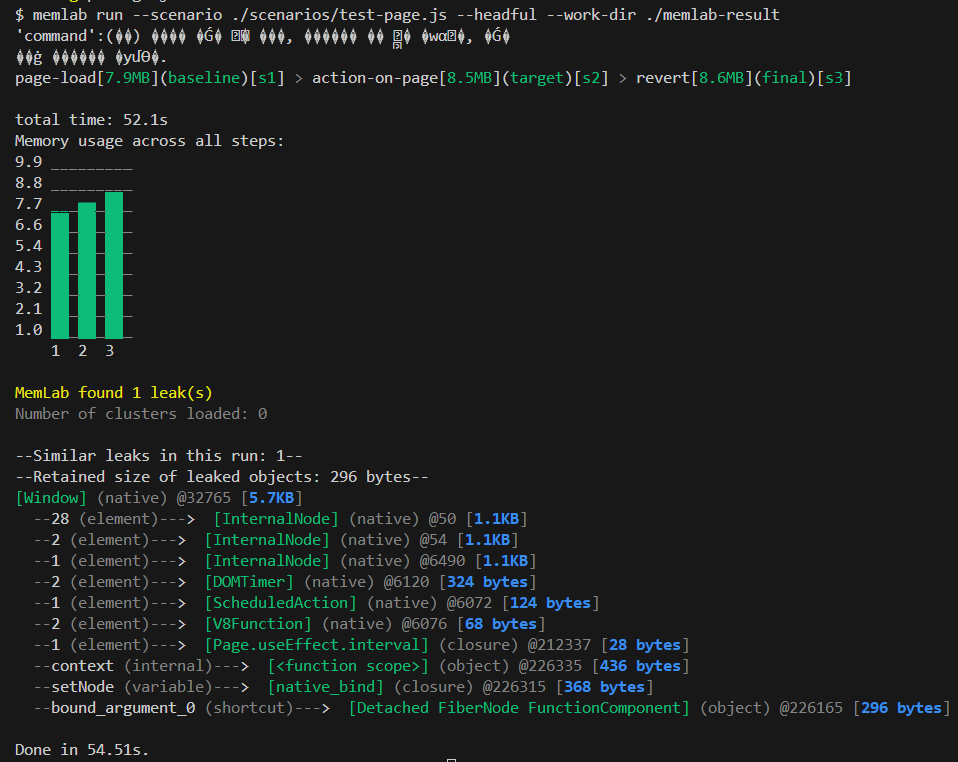 $ memlab run --scenario ./scenarios/test-page.js --headful --work-dir ./memlab-result
'command':(
page-load[7.9MB](baseline)[s1] > action-on-page[8.5MB](target)[s2] > revert[8.6MB](final)[s3]
total time: 52.1s
Memory usage across all steps:
9.9 _________
8.8 _________
7.7 _________
6.6 _________
5.4 _________
4.3 _________
3.2 _________
2.1 _________
1.0 _________
1 2 3
MemLab found 1 leak(s)
Number of clusters loaded: 0
--Similar leaks in this run: 1--
--Retained size of leaked objects: 296 bytes--
[Window] (native) @32765 [5.7KB]
--28 (element)---> [InternalNode] (native) @50 [1.1KB]
--2 (element)---> [InternalNode] (native) @54 [1.1KB]
--1 (element)---> [InternalNode] (native) @6490 [1.1KB]
--2 (element)---> [DOMTimer] (native) @6120 [324 bytes]
--1 (element)---> [ScheduledAction] (native) @6072 [124 bytes]
--2 (element)---> [V8Function] (native) @6076 [68 bytes]
--1 (element)---> [Page.useEffect.interval] (closure) @212337 [28 bytes]
--context (internal)---> [<function scope>] (object) @226335 [436 bytes]
--setNode (variable)---> [native_bind] (closure) @226315 [368 bytes]
--bound_argument_0 (shortcut)---> [Detached FiberNode FunctionComponent] (object) @226165 [296 bytes]
Done in 54.51s.